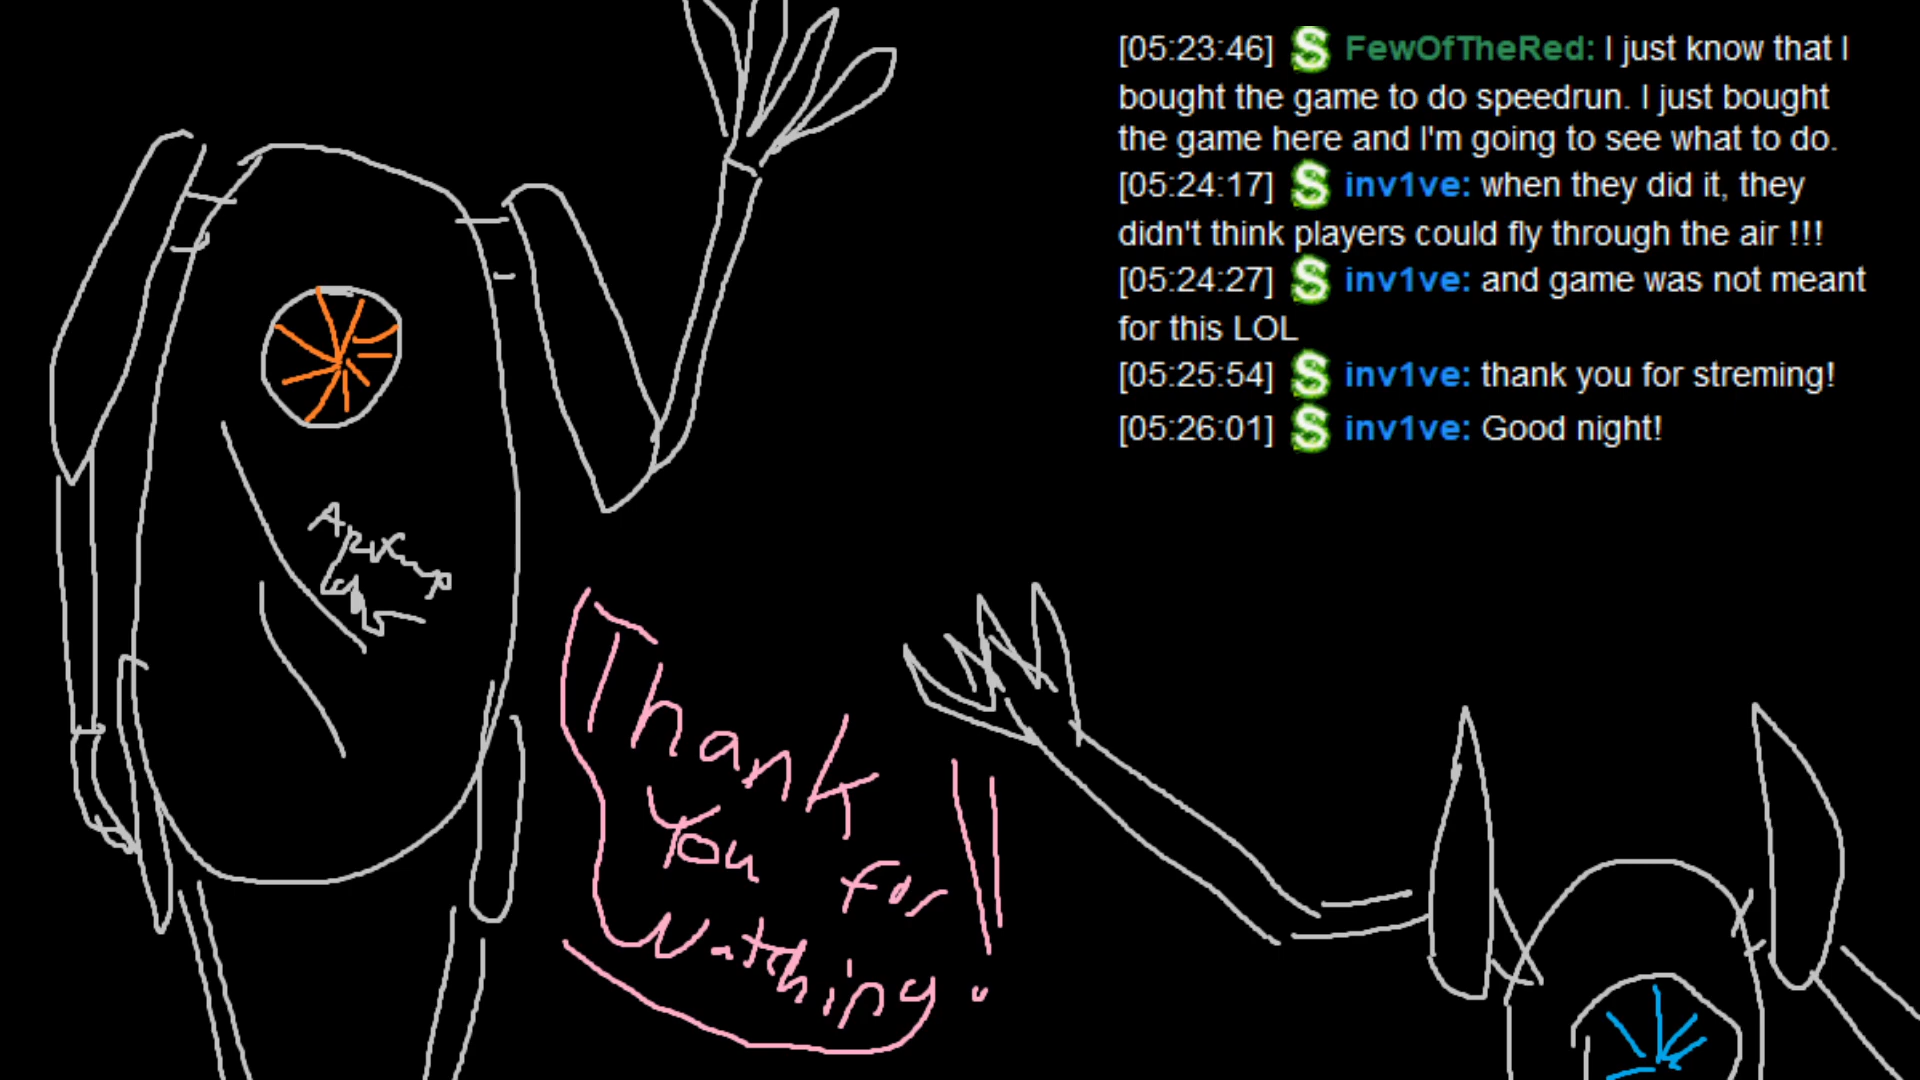 [05:23:46] S FewOfTheRed: I just know that I
bought the game to do speedrun. I just bought
the game here and I'm going to see what to do.
[05:24:17] S inv1ve: when they did it, they
didn't think players could fly through the air !!!
[05:24:27] S inv1ve: and game was not meant
for this LOL
[05:25:54] S inv1ve: thank you for streming!
[05:26:01] S inv1ve: Good night!
Thank
You for
Watching!!